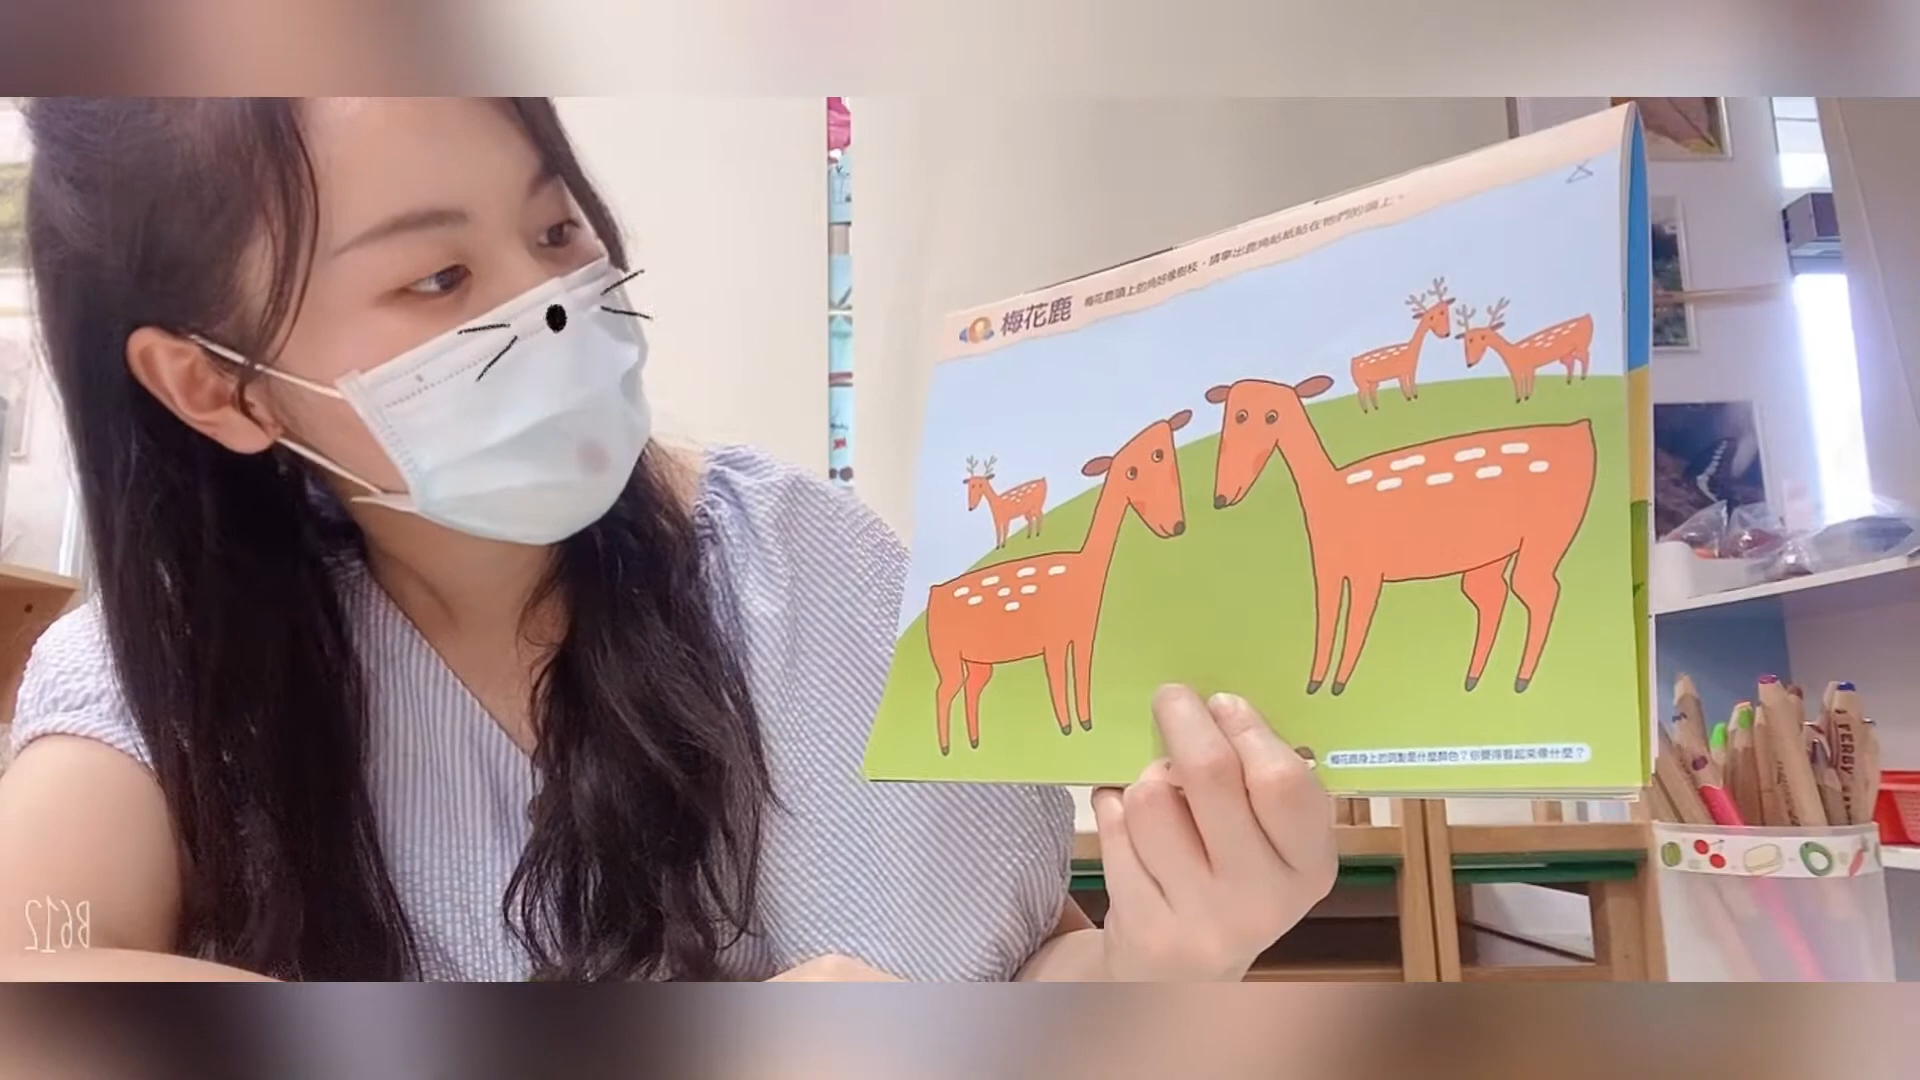 梅花鹿 梅花鹿頭上的角好像樹枝，請拿出鹿角貼紙貼在牠們的頭上。
梅花鹿身上的斑點是什麼顏色？你覺得看起來像什麼？
B612